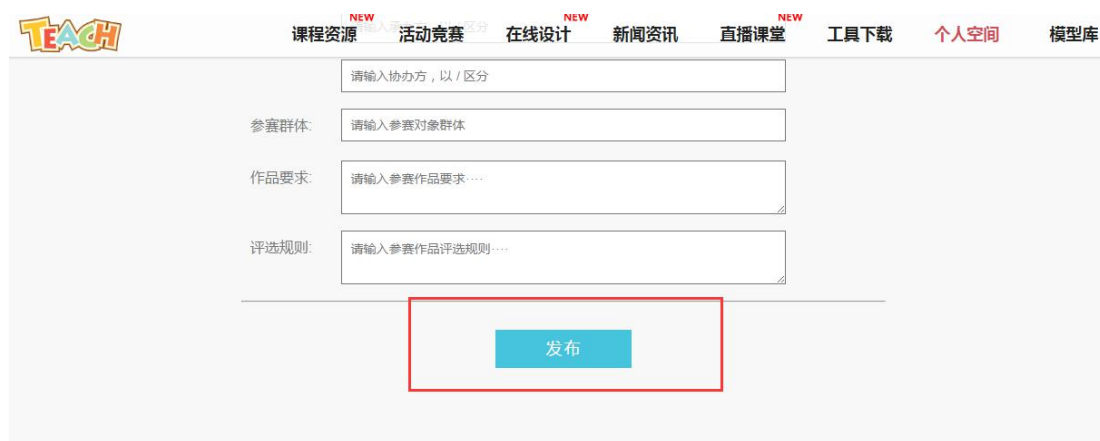 TEACH
NEW NEW NEW
课程资源 活动竞赛 在线设计 新闻资讯 直播课堂 工具下载 个人空间 模型库
请输入协办方，以 / 区分
参赛群体: 请输入参赛对象群体
作品要求: 请输入参赛作品要求····
评选规则: 请输入参赛作品评选规则····
发布